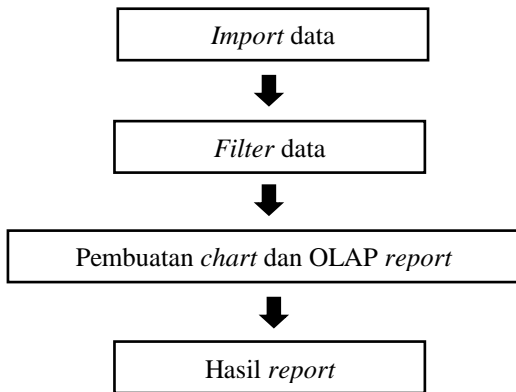 Import data
Filter data
Pembuatan chart dan OLAP report
Hasil report